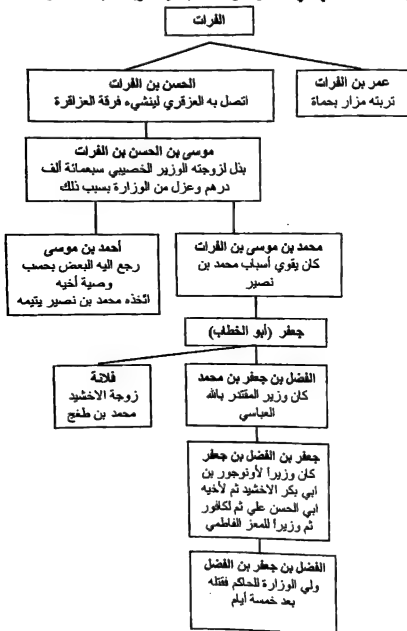 الفرات
عمر بن الفرات
تربته مزار بحماة
الحسن بن الفرات
اتصل به العزقري لينشيء فرقة العزاقرة
موسى بن الحسن بن الفرات
بذل لزوجته الوزير الخصيبي سبعمائة ألف
درهم وعزل من الوزارة بسبب ذلك
محمد بن موسى بن الفرات
كان يقوي أسباب محمد بن
نصير
أحمد بن موسى
رجع اليه البعض بحسب
وصية أخيه
اتخذه محمد بن نصير يتيمه
جعفر (أبو الخطاب)
الفضل بن جعفر بن محمد
كان وزير المقتدر بالله
العباسي
فلانة
زوجة الاخشيد
محمد بن طغج
جعفر بن الفضل بن جعفر
كان وزيراً لأونوجور بن
ابي بكر الاخشيد ثم لأخيه
ابي الحسن علي ثم لكافور
ثم وزيراً للمعز الفاطمي
الفضل بن جعفر بن الفضل
ولي الوزارة للحاكم فقتله
بعد خمسة أيام